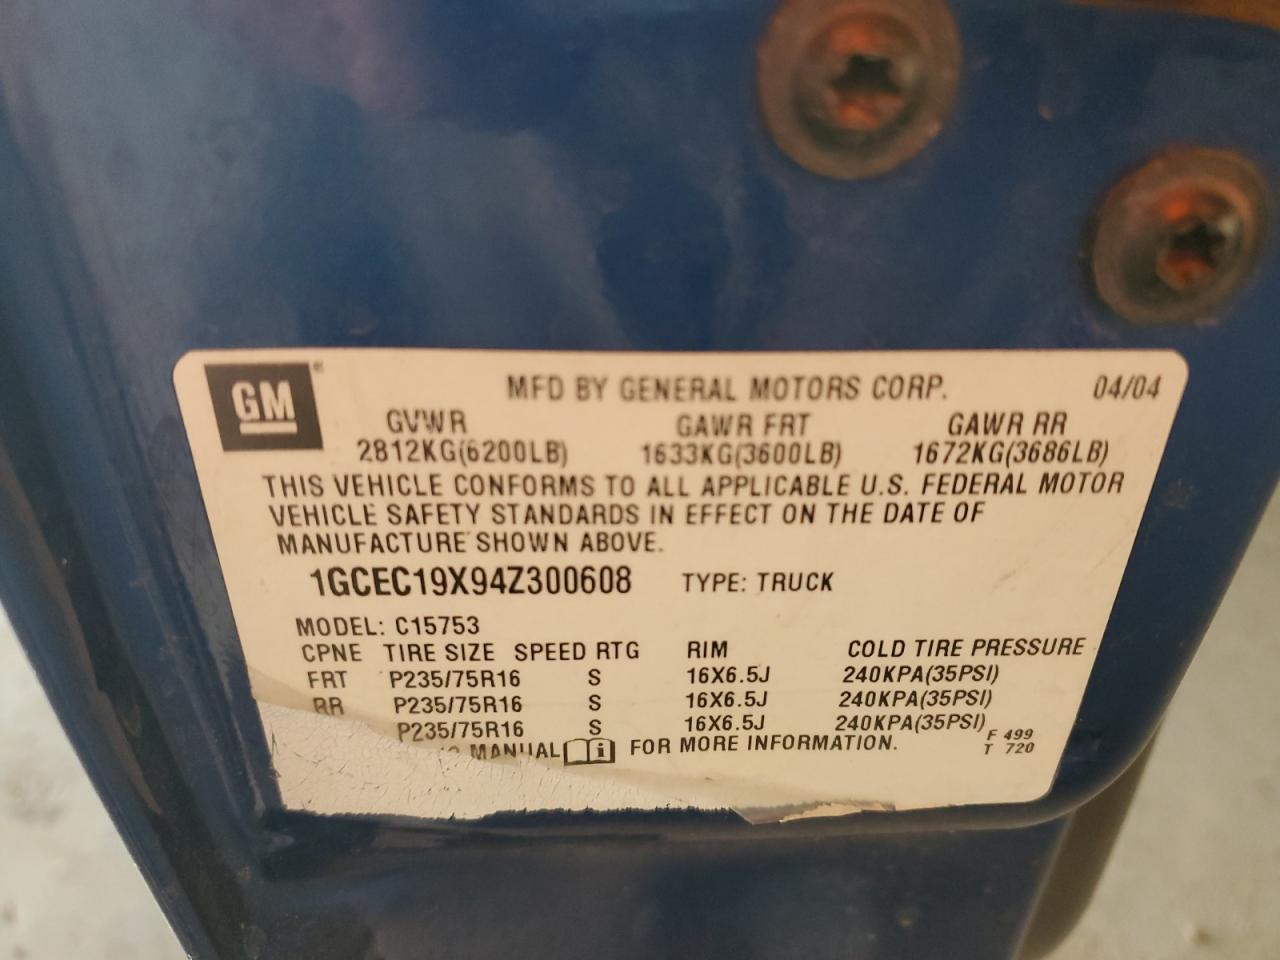 GM®
MFD BY GENERAL MOTORS CORP. 04/04
GVWR GAWR FRT GAWR RR
2812KG(6200LB) 1633KG(3600LB) 1672KG(3686LB)
THIS VEHICLE CONFORMS TO ALL APPLICABLE U.S. FEDERAL MOTOR
VEHICLE SAFETY STANDARDS IN EFFECT ON THE DATE OF
MANUFACTURE SHOWN ABOVE.
1GCEC19X94Z300608 TYPE: TRUCK
MODEL: C15753
CPNE TIRE SIZE SPEED RTG RIM COLD TIRE PRESSURE
FRT P235/75R16 S 16X6.5J 240KPA(35PSI)
RR P235/75R16 S 16X6.5J 240KPA(35PSI)
P235/75R16 S 16X6.5J 240KPA(35PSI)
MANUAL FOR MORE INFORMATION.
F 499
T 720